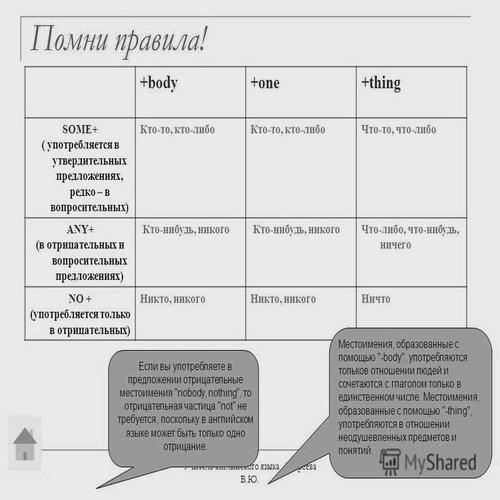 Помни правила!
+body +one +thing
SOME+ Кто-то, кто-либо Кто-то, кто-либо Что-то, что-либо
( употребляется в
утвердительных
предложениях,
редко – в
вопросительных)
ANY+ Кто-нибудь, никого Кто-нибудь, никого Что-либо, что-нибудь,
(в отрицательных и ничего
вопросительных
предложениях)
NO + Никто, никого Никто, никого Ничто
(употребляется только
в отрицательных)
Если вы употребляете в
предложении отрицательные
местоимения "nobody, nothing", то
отрицательная частица "not" не
требуется, поскольку в английском
языке может быть только одно
отрицание.
Местоимения, образованные с
помощью "-body", употребляются
тольков отношении людей и
сочетаются с глаголом только в
единственном числе. Местоимения,
образованные с помощью "-thing",
употребляются в отношении
неодушевленных предметов и
понятий.
языка
В.Ю.
MyShared